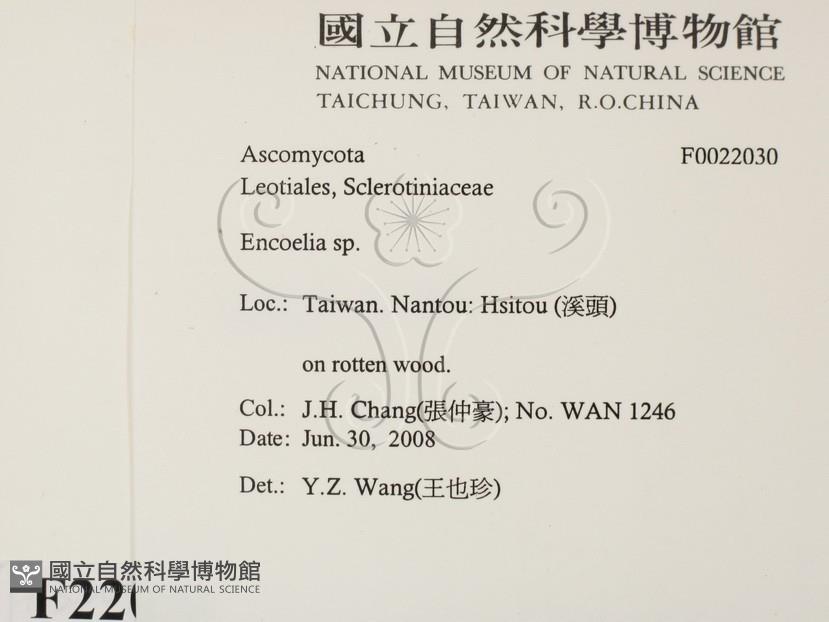 國立自然科學博物館
NATIONAL MUSEUM OF NATURAL SCIENCE
TAICHUNG, TAIWAN, R.O.CHINA
Ascomycota F0022030
Leotiales, Sclerotiniaceae
Encoelia sp.
Loc.: Taiwan. Nantou: Hsitou (溪頭)
on rotten wood.
Col.: J.H. Chang(張仲豪); No. WAN 1246
Date: Jun. 30, 2008
Det.: Y.Z. Wang(王也珍)
國立自然科學博物館
NATIONAL MUSEUM OF NATURAL SCIENCE